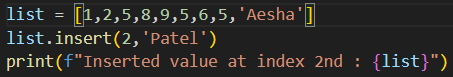 list = [1,2,5,8,9,5,6,5,'Aesha']
list.insert(2,'Patel')
print(f"Inserted value at index 2nd : {list}")